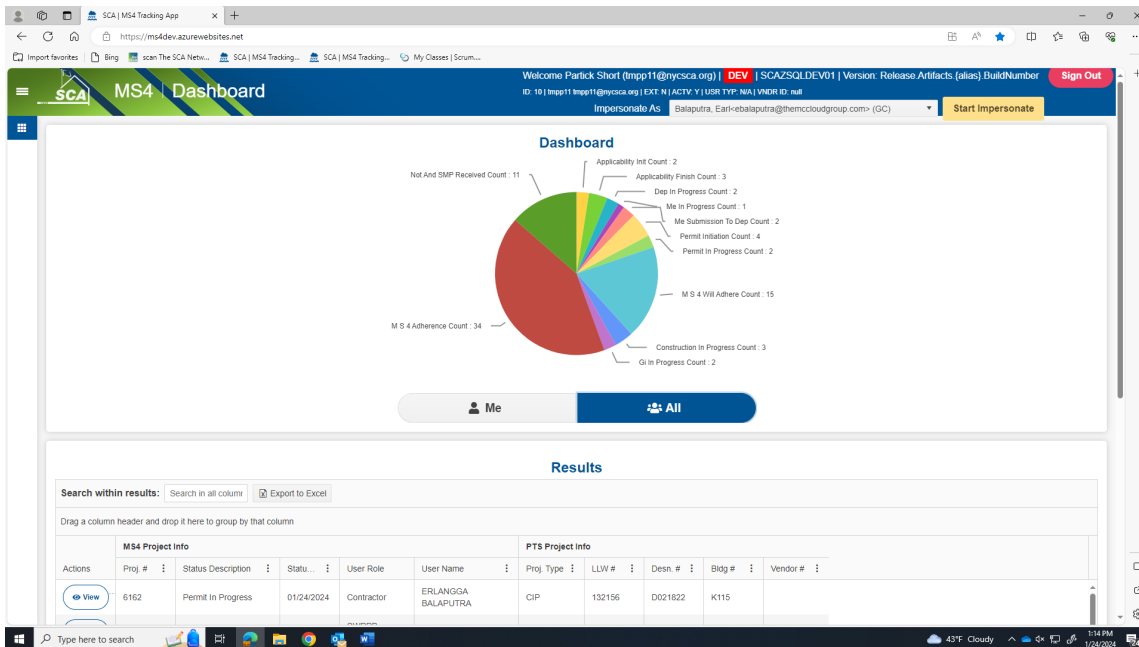 SCA | MS4 Tracking App
https://ms4dev.azurewebsites.net
Import favorites
Bing
scan The SCA Netw...
SCA | MS4 Tracking...
SCA | MS4 Tracking...
My Classes | Scrum....
SCA
MS4 | Dashboard
Welcome Partick Short (tmpp11@nycsca.org) | DEV | SCAZSQLDEV01 | Version: Release.Artifacts.{alias}.BuildNumber
Sign Out
ID: 10 | tmpp11 tmpp11@nycsca.org | EXT: N | ACTV: Y | USR TYP: N/A | VNDR ID: null
Impersonate As
Balaputra, Earl<ebalaputra@themccloudgroup.com> (GC)
Start Impersonate
Dashboard
Applicability Init Count : 2
Not And SMP Received Count : 11
Applicability Finish Count : 3
Dep In Progress Count : 2
Me In Progress Count : 1
Me Submission To Dep Count : 2
Permit Initiation Count : 4
Permit In Progress Count : 2
M S 4 Will Adhere Count : 15
M S 4 Adherence Count : 34
Construction In Progress Count : 3
Gi In Progress Count : 2
Me
All
Results
Search within results:
Search in all colum
Export to Excel
Drag a column header and drop it here to group by that column
MS4 Project Info
PTS Project Info
Actions
Proj. #
Status Description
Statu...
User Role
User Name
Proj. Type
LLW #
Desn. #
Bldg #
Vendor #
View
6162
Permit In Progress
01/24/2024
Contractor
ERLANGGA
BALAPUTRA
CIP
132156
D021822
K115
Type here to search
43°F Cloudy
1:14 PM
1/24/2024